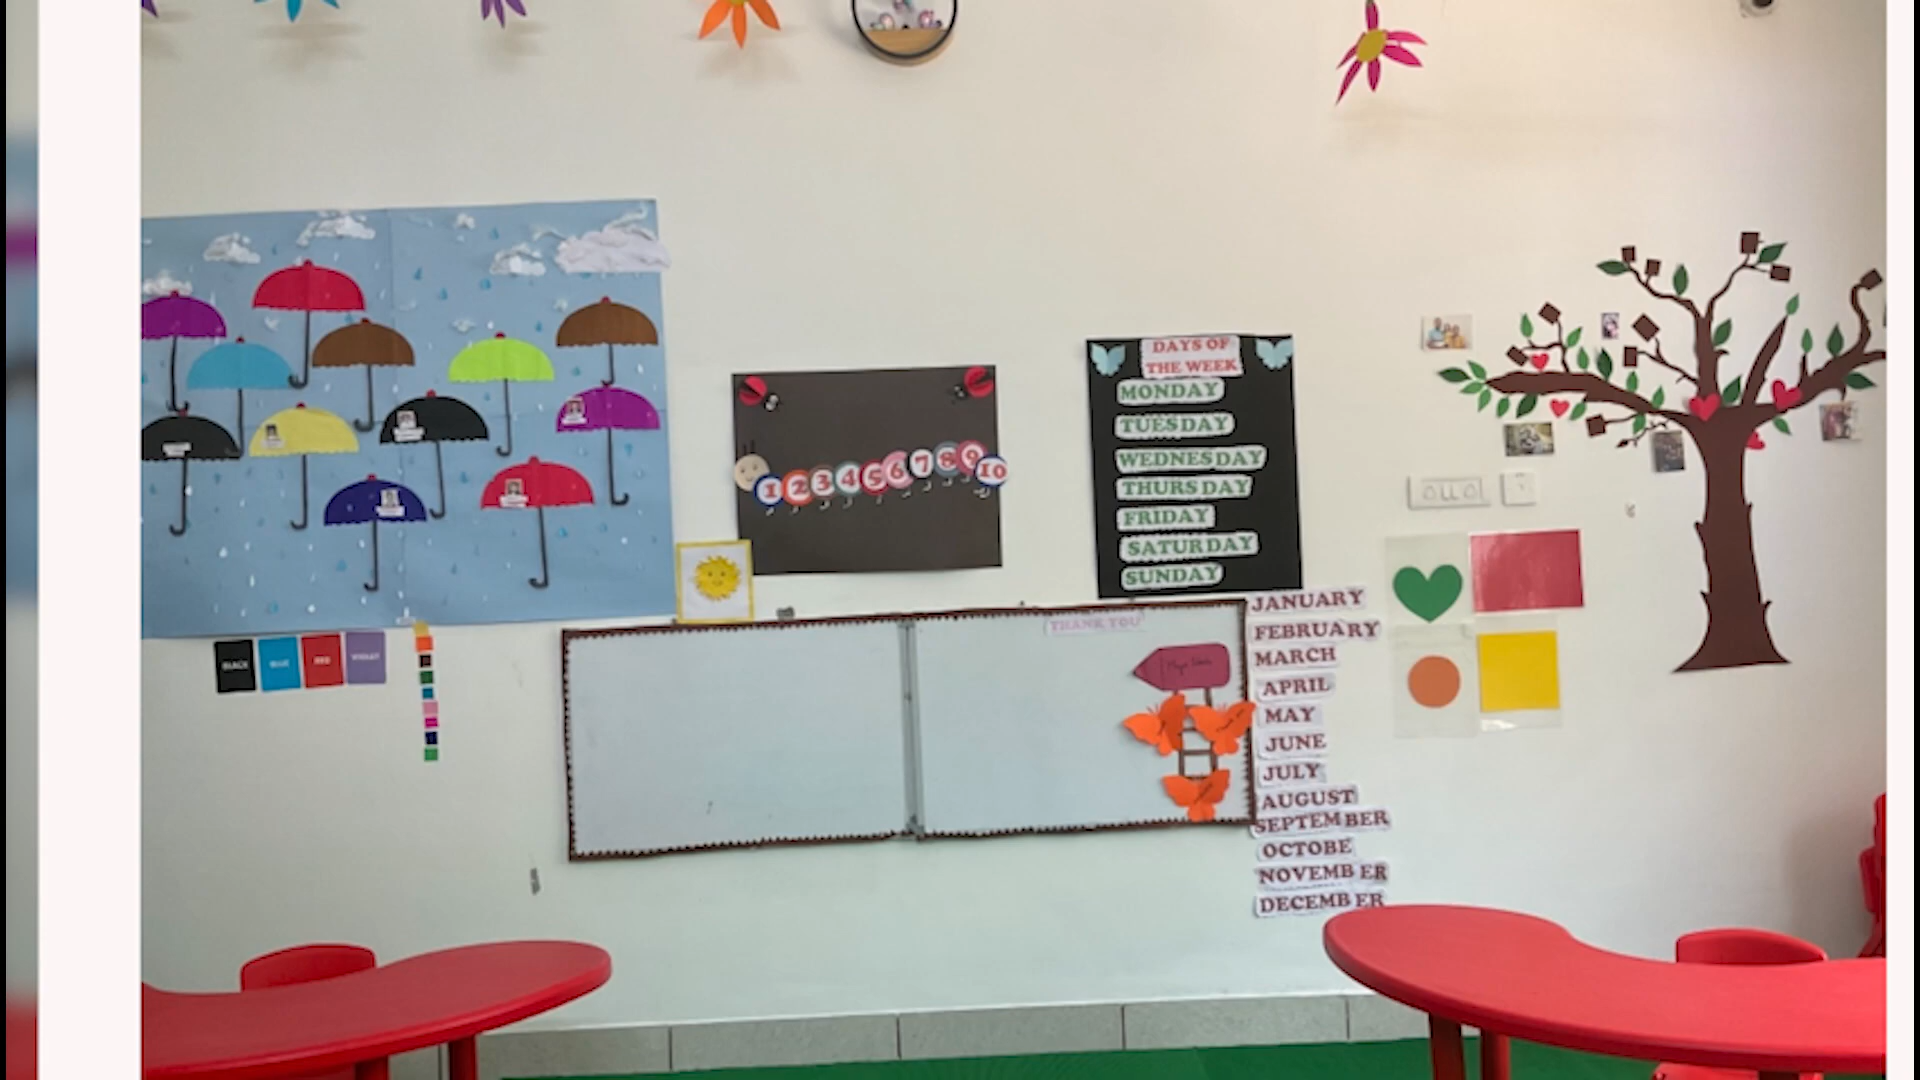 1 2 3 4 5 6 7 8 9 10
DAYS OF
THE WEEK
MONDAY
TUESDAY
WEDNESDAY
THURSDAY
FRIDAY
SATURDAY
SUNDAY
BLACK
BLUE
RED
VIOLET
THANK YOU
JANUARY
FEBRUARY
MARCH
APRIL
MAY
JUNE
JULY
AUGUST
SEPTEMBER
OCTOBE
NOVEMBER
DECEMBER